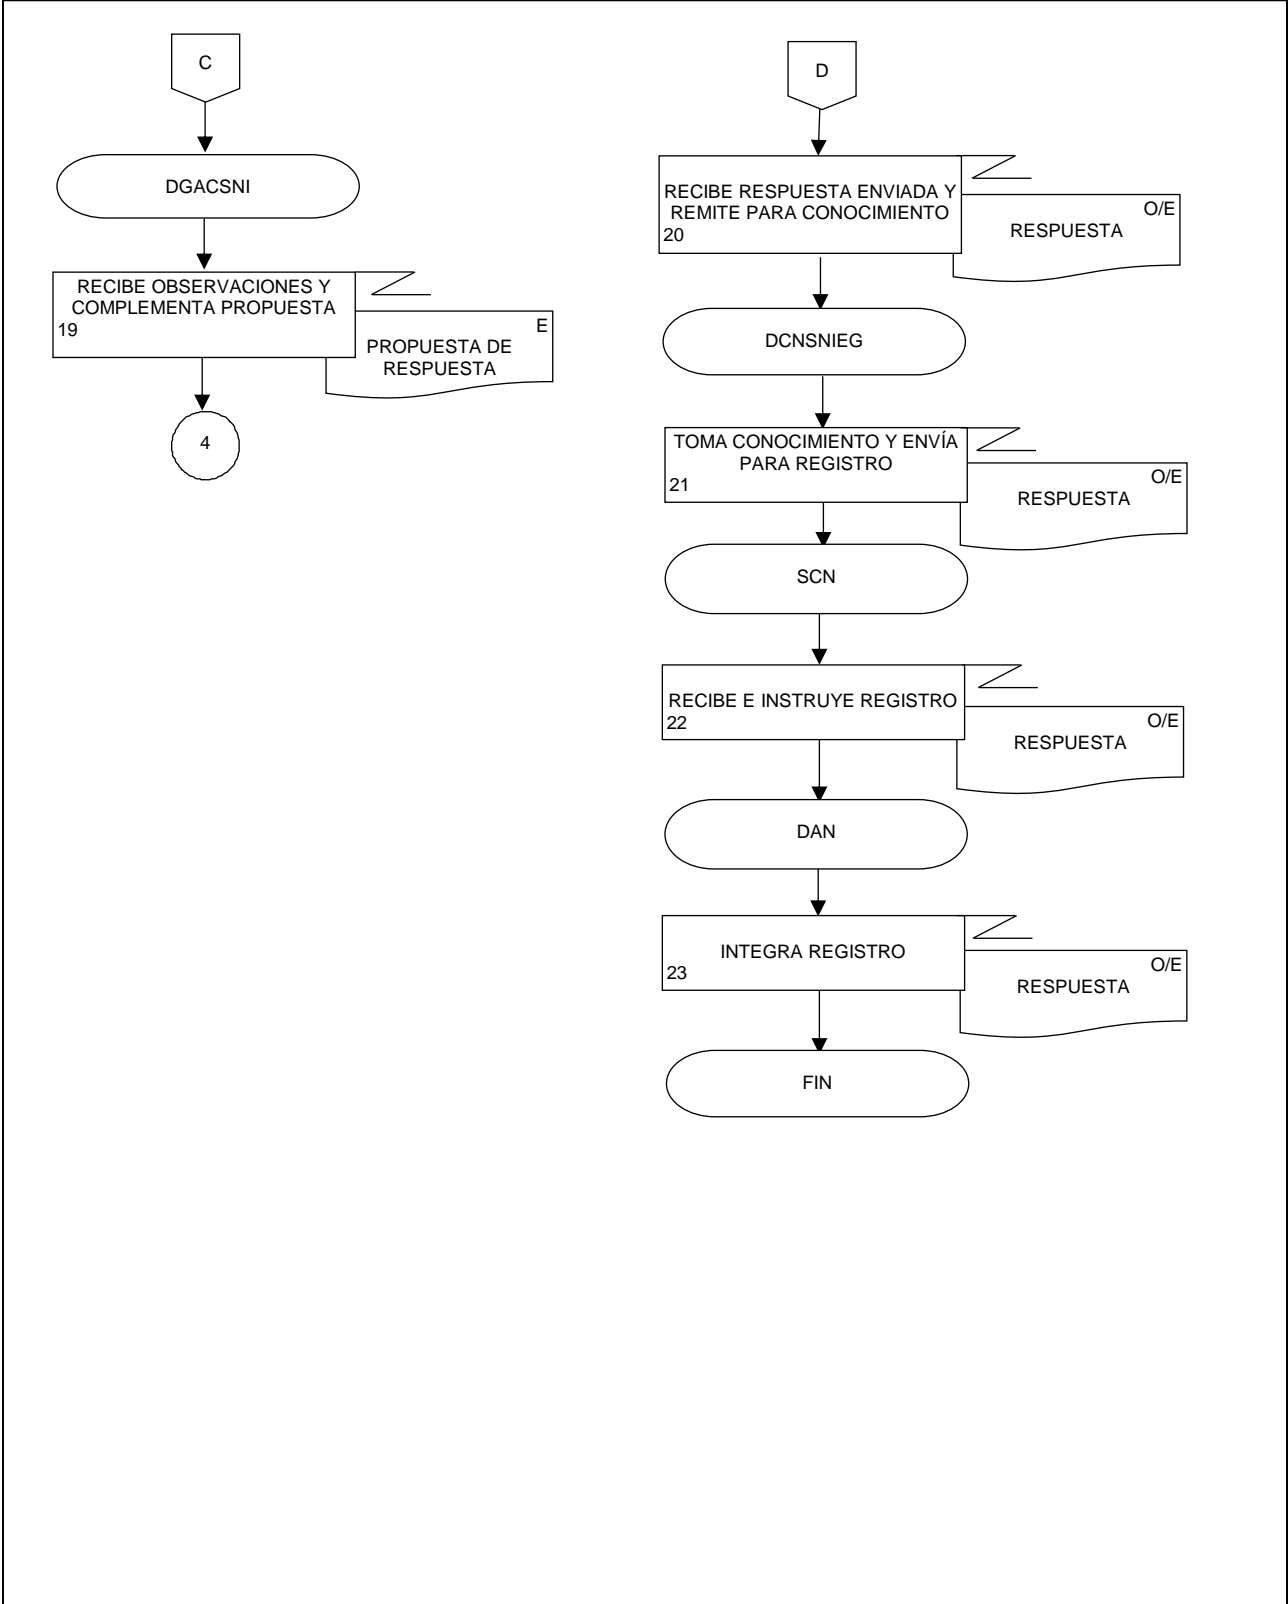 C
DGACSNI
RECIBE OBSERVACIONES Y
COMPLEMENTA PROPUESTA
19
E
PROPUESTA DE
RESPUESTA
4
D
RECIBE RESPUESTA ENVIADA Y
REMITE PARA CONOCIMIENTO
20
O/E
RESPUESTA
DCNSNIEG
TOMA CONOCIMIENTO Y ENVÍA
PARA REGISTRO
21
O/E
RESPUESTA
SCN
RECIBE E INSTRUYE REGISTRO
22
O/E
RESPUESTA
DAN
INTEGRA REGISTRO
23
O/E
RESPUESTA
FIN